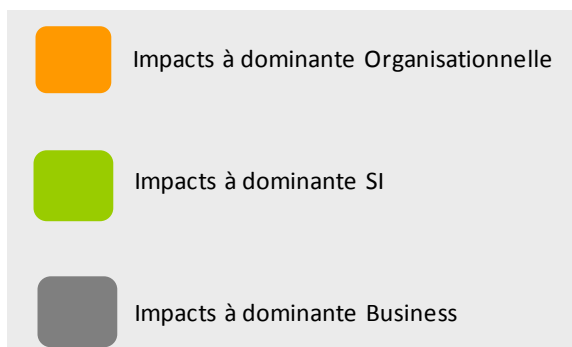 Impacts à dominante Organisationnelle
Impacts à dominante SI
Impacts à dominante Business